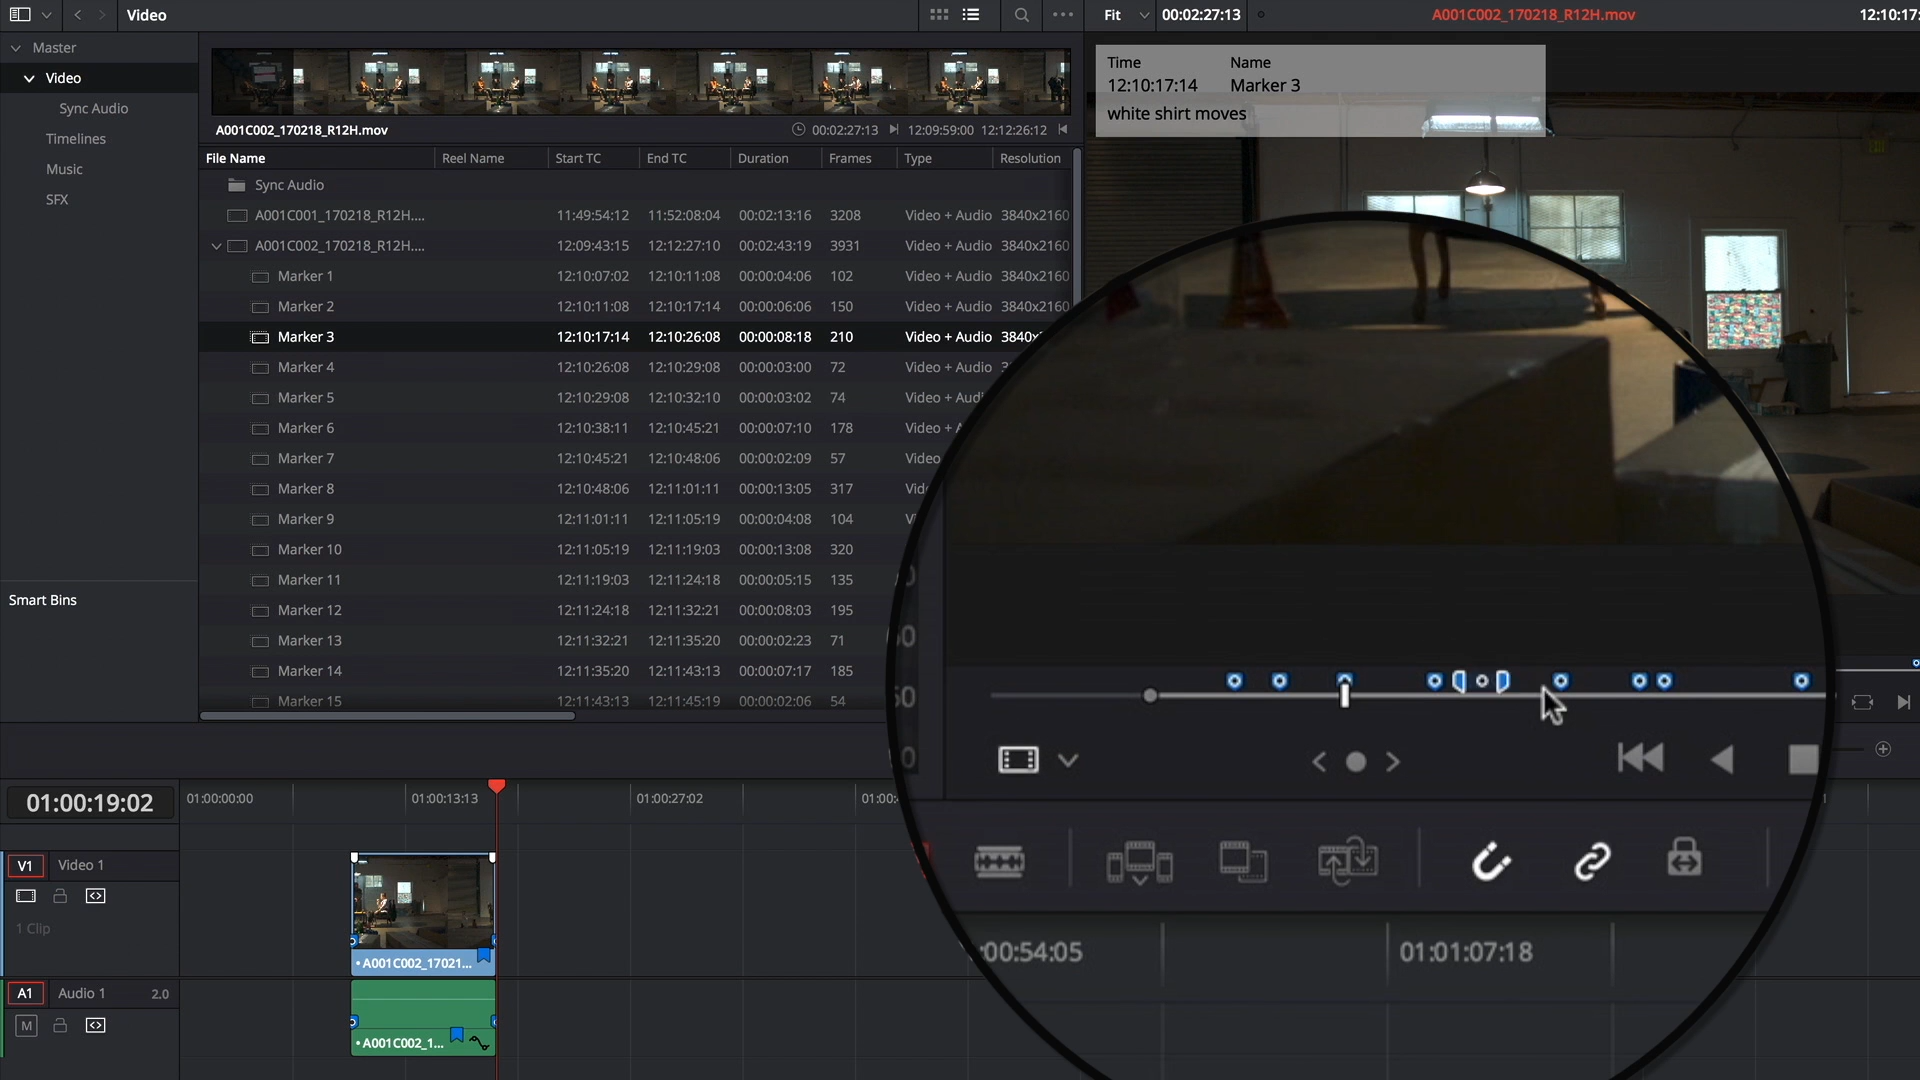 Video
Fit
00:02:27:13
A001C002_170218_R12H.mov
12:10:17:
Master
Video
Sync Audio
Timelines
Music
SFX
Smart Bins
A001C002_170218_R12H.mov
00:02:27:13
12:09:59:00
12:12:26:12
File Name Reel Name Start TC End TC Duration Frames Type Resolution
Sync Audio
A001C001_170218_R12H.... 11:49:54:12 11:52:08:04 00:02:13:16 3208 Video + Audio 3840x2160
A001C002_170218_R12H.... 12:09:43:15 12:12:27:10 00:02:43:19 3931 Video + Audio 3840x2160
Marker 1 12:10:07:02 12:10:11:08 00:00:04:06 102 Video + Audio 3840x2160
Marker 2 12:10:11:08 12:10:17:14 00:00:06:06 150 Video + Audio 3840x2160
Marker 3 12:10:17:14 12:10:26:08 00:00:08:18 210 Video + Audio 3840x
Marker 4 12:10:26:08 12:10:29:08 00:00:03:00 72 Video + Audio
Marker 5 12:10:29:08 12:10:32:10 00:00:03:02 74 Video + Audi
Marker 6 12:10:38:11 12:10:45:21 00:00:07:10 178 Video +
Marker 7 12:10:45:21 12:10:48:06 00:00:02:09 57 Video
Marker 8 12:10:48:06 12:11:01:11 00:00:13:05 317
Marker 9 12:11:01:11 12:11:05:19 00:00:04:08 104
Marker 10 12:11:05:19 12:11:19:03 00:00:13:08 320
Marker 11 12:11:19:03 12:11:24:18 00:00:05:15 135
Marker 12 12:11:24:18 12:11:32:21 00:00:08:03 195
Marker 13 12:11:32:21 12:11:35:20 00:00:02:23 71
Marker 14 12:11:35:20 12:11:43:13 00:00:07:17 185
Marker 15 12:11:43:13 12:11:45:19 00:00:02:06 54
Time Name
12:10:17:14 Marker 3
white shirt moves
01:00:19:02
01:00:00:00 01:00:13:13 01:00:27:02 01:00:
:00:54:05 01:01:07:18
V1 Video 1
1 Clip
• A001C002_17021...
A1 Audio 1 2.0
M
• A001C002_1...